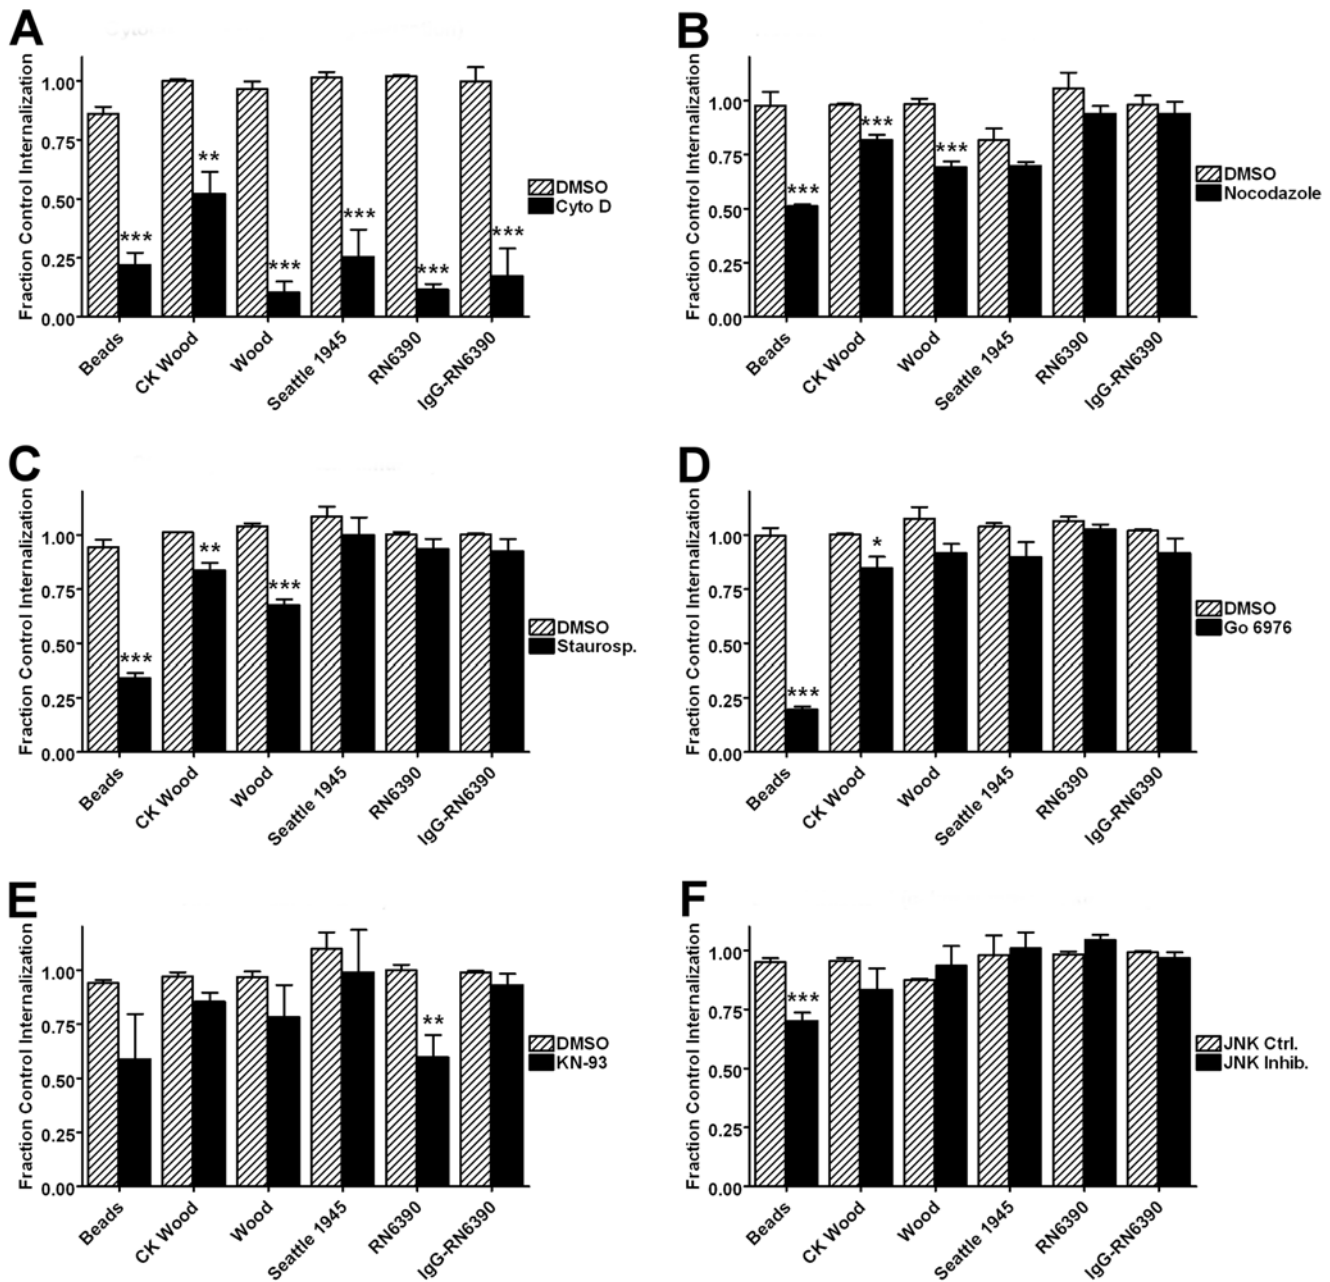 A
Fraction Control Internalization
1.00
0.75
0.50
0.25
0.00
***
**
***
***
***
***
DMSO
Cyto D
Beads
CK Wood
Wood
Seattle 1945
RN6390
IgG-RN6390
B
Fraction Control Internalization
1.00
0.75
0.50
0.25
0.00
***
***
***
DMSO
Nocodazole
Beads
CK Wood
Wood
Seattle 1945
RN6390
IgG-RN6390
C
Fraction Control Internalization
1.00
0.75
0.50
0.25
0.00
***
**
***
DMSO
Staurosp.
Beads
CK Wood
Wood
Seattle 1945
RN6390
IgG-RN6390
D
Fraction Control Internalization
1.00
0.75
0.50
0.25
0.00
***
*
DMSO
Go 6976
Beads
CK Wood
Wood
Seattle 1945
RN6390
IgG-RN6390
E
Fraction Control Internalization
1.00
0.75
0.50
0.25
0.00
**
DMSO
KN-93
Beads
CK Wood
Wood
Seattle 1945
RN6390
IgG-RN6390
F
Fraction Control Internalization
1.00
0.75
0.50
0.25
0.00
***
JNK Ctrl.
JNK Inhib.
Beads
CK Wood
Wood
Seattle 1945
RN6390
IgG-RN6390